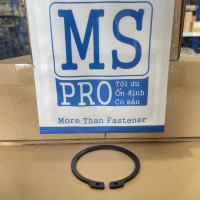 MS
PRO
Tối ưu
Ổn định
Có sẵn
More Than Fastener